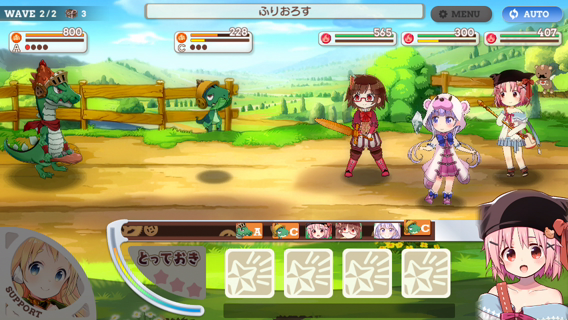 WAVE 2/2 3
ふりおろす
MENU
AUTO
800
A
228
C
565
300
407
A C C
とっておき
SUPPORT